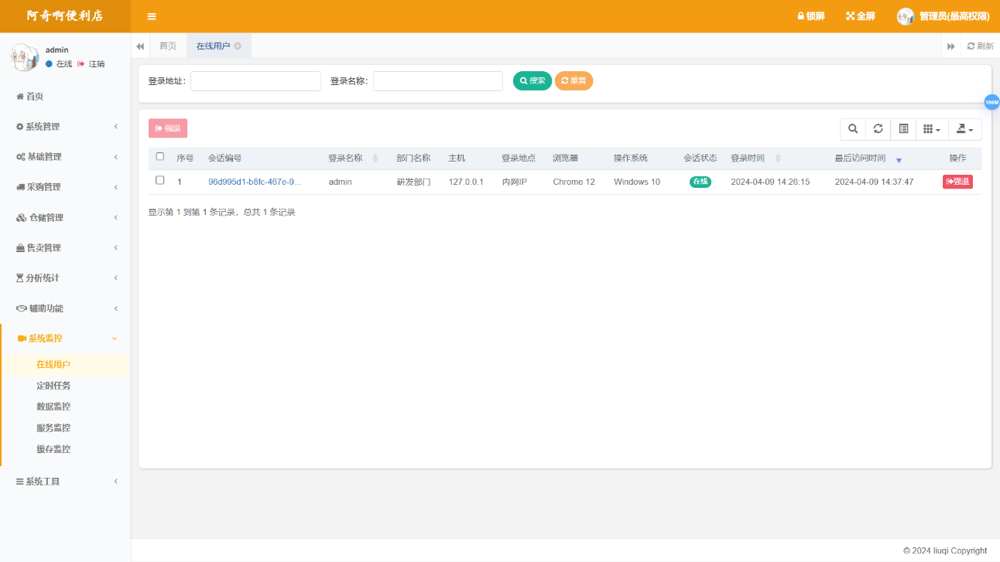 阿奇啊便利店
锁屏 全屏 管理员(最高权限)
admin
在线 注销
首页 在线用户 刷新
登录地址: 登录名称: 搜索 重置
106M
首页
系统管理
基础管理
采购管理
仓储管理
售卖管理
分析统计
辅助功能
系统监控
在线用户
定时任务
数据监控
服务监控
缓存监控
系统工具
强退
序号 会话编号 登录名称 部门名称 主机 登录地点 浏览器 操作系统 会话状态 登录时间 最后访问时间 操作
1 96d995d1-b8fc-467e-9... admin 研发部门 127.0.0.1 内网IP Chrome 12 Windows 10 在线 2024-04-09 14:26:15 2024-04-09 14:37:47 强退
显示第 1 到第 1 条记录，总共 1 条记录
© 2024 liuqi Copyright